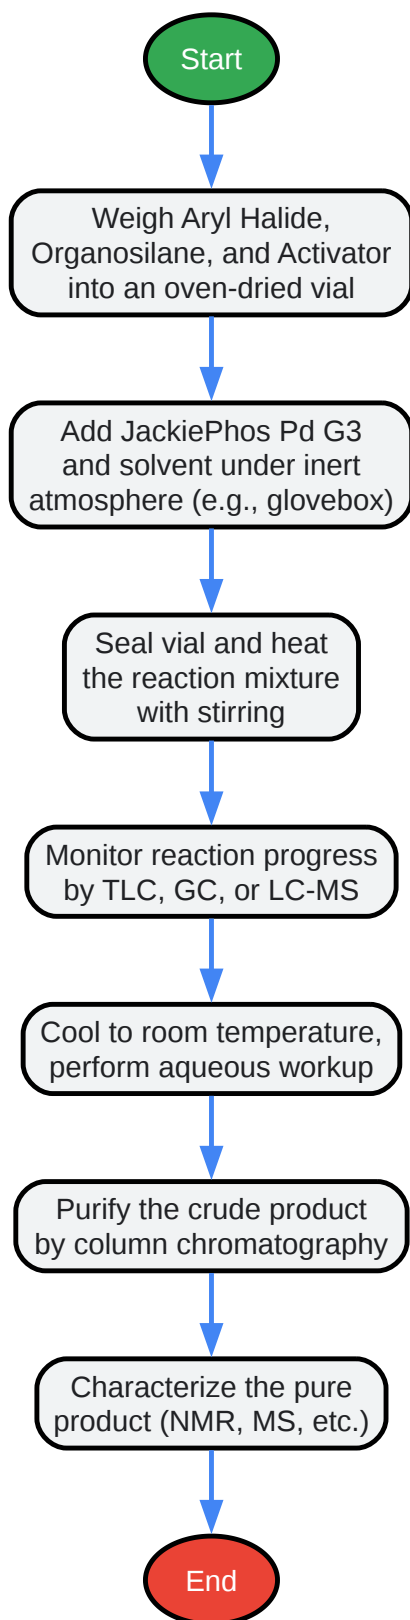 Start
Weigh Aryl Halide,
Organosilane, and Activator
into an oven-dried vial
Add JackiePhos Pd G3
and solvent under inert
atmosphere (e.g., glovebox)
Seal vial and heat
the reaction mixture
with stirring
Monitor reaction progress
by TLC, GC, or LC-MS
Cool to room temperature,
perform aqueous workup
Purify the crude product
by column chromatography
Characterize the pure
product (NMR, MS, etc.)
End